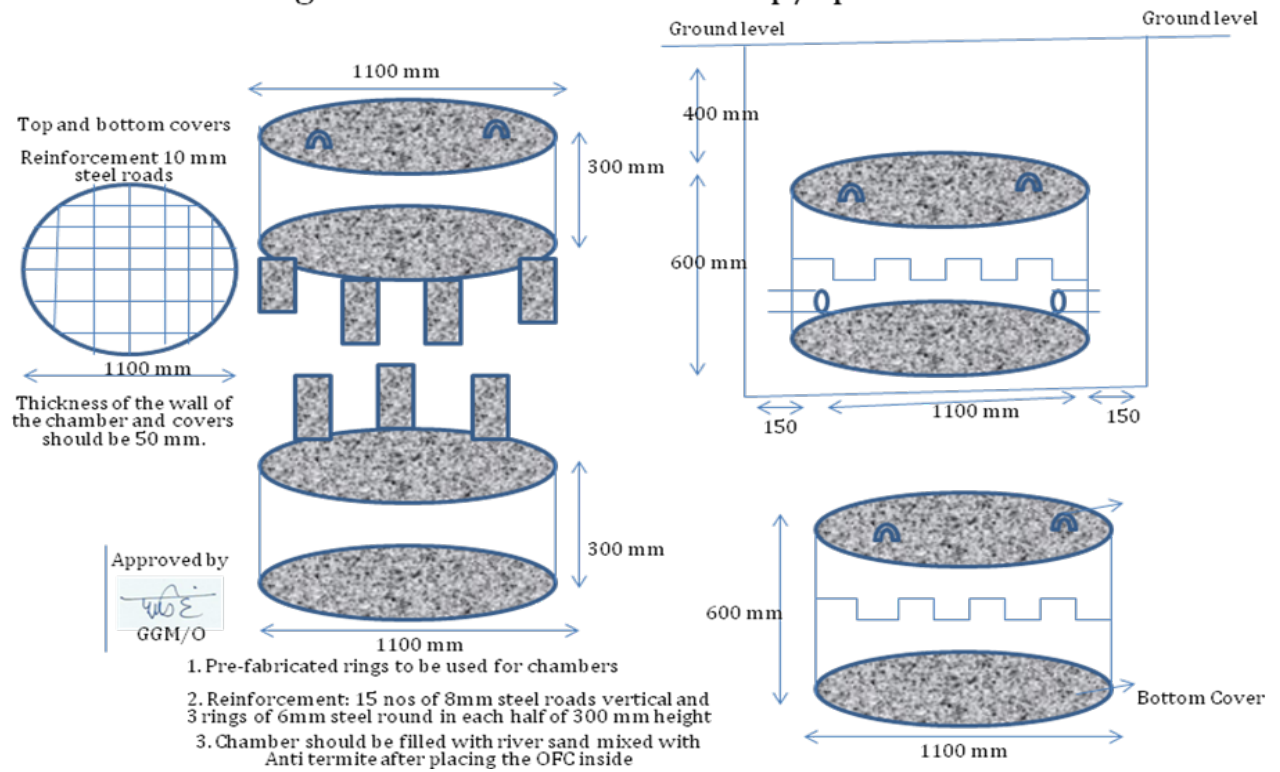 Ground level
Ground level
1100 mm
400 mm
Top and bottom covers
Reinforcement 10 mm
steel roads
300 mm
600 mm
1100 mm
Thickness of the wall of
the chamber and covers
should be 50 mm.
1100 mm
150
150
300 mm
Approved by
GGM/O
600 mm
1100 mm
1. Pre-fabricated rings to be used for chambers
2. Reinforcement: 15 nos of 8mm steel roads vertical and
3 rings of 6mm steel round in each half of 300 mm height
3. Chamber should be filled with river sand mixed with
Anti termite after placing the OFC inside
Bottom Cover
1100 mm